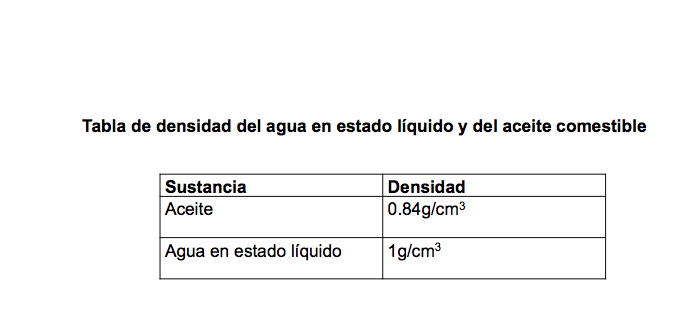 Tabla de densidad del agua en estado líquido y del aceite comestible
Sustancia Densidad
Aceite 0.84g/cm³
Agua en estado líquido 1g/cm³